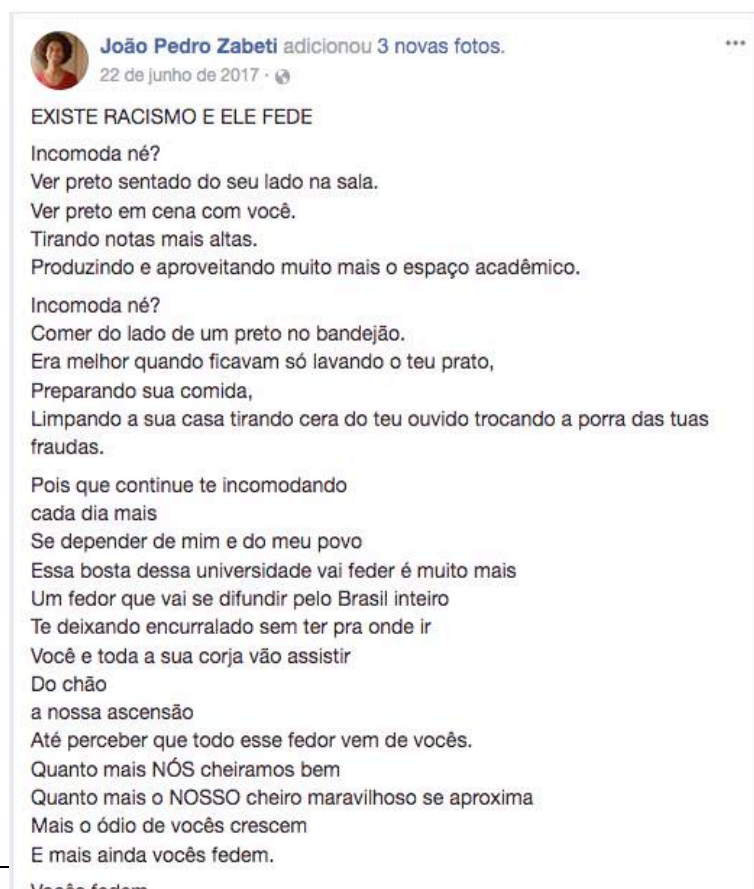 João Pedro Zabeti adicionou 3 novas fotos.
22 de junho de 2017 ·
EXISTE RACISMO E ELE FEDE
Incomoda né?
Ver preto sentado do seu lado na sala.
Ver preto em cena com você.
Tirando notas mais altas.
Produzindo e aproveitando muito mais o espaço acadêmico.
Incomoda né?
Comer do lado de um preto no bandejão.
Era melhor quando ficavam só lavando o teu prato,
Preparando sua comida,
Limpando a sua casa tirando cera do teu ouvido trocando a porra das tuas
fraudas.
Pois que continue te incomodando
cada dia mais
Se depender de mim e do meu povo
Essa bosta dessa universidade vai feder é muito mais
Um fedor que vai se difundir pelo Brasil inteiro
Te deixando encurralado sem ter pra onde ir
Você e toda a sua corja vão assistir
Do chão
a nossa ascensão
Até perceber que todo esse fedor vem de vocês.
Quanto mais NÓS cheiramos bem
Quanto mais o NOSSO cheiro maravilhoso se aproxima
Mais o ódio de vocês crescem
E mais ainda vocês fedem.
Vocês fedem